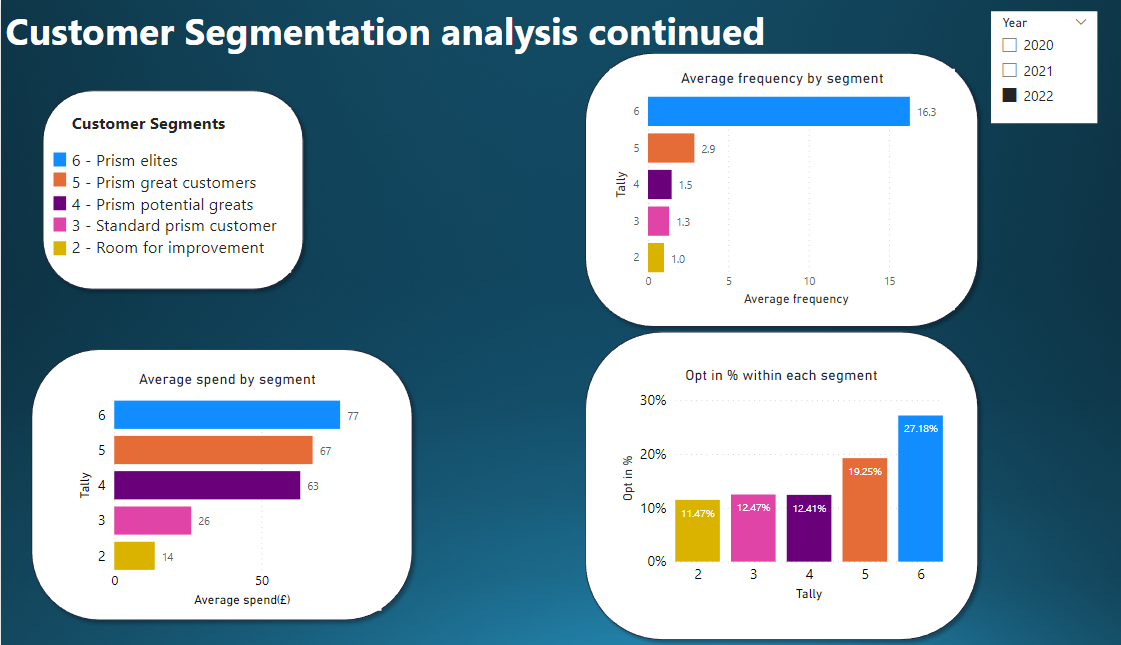 Customer Segmentation analysis continued
Year
2020
2021
2022
Customer Segments
6 - Prism elites
5 - Prism great customers
4 - Prism potential greats
3 - Standard prism customer
2 - Room for improvement
Average frequency by segment
Tally
6
16.3
5
2.9
4
1.5
3
1.3
2
1.0
0 5 10 15
Average frequency
Average spend by segment
Tally
6
77
5
67
4
63
3
26
2
14
0 50
Average spend(£)
Opt in % within each segment
Opt in %
30%
20%
10%
0%
11.47%
12.47%
12.41%
19.25%
27.18%
2 3 4 5 6
Tally